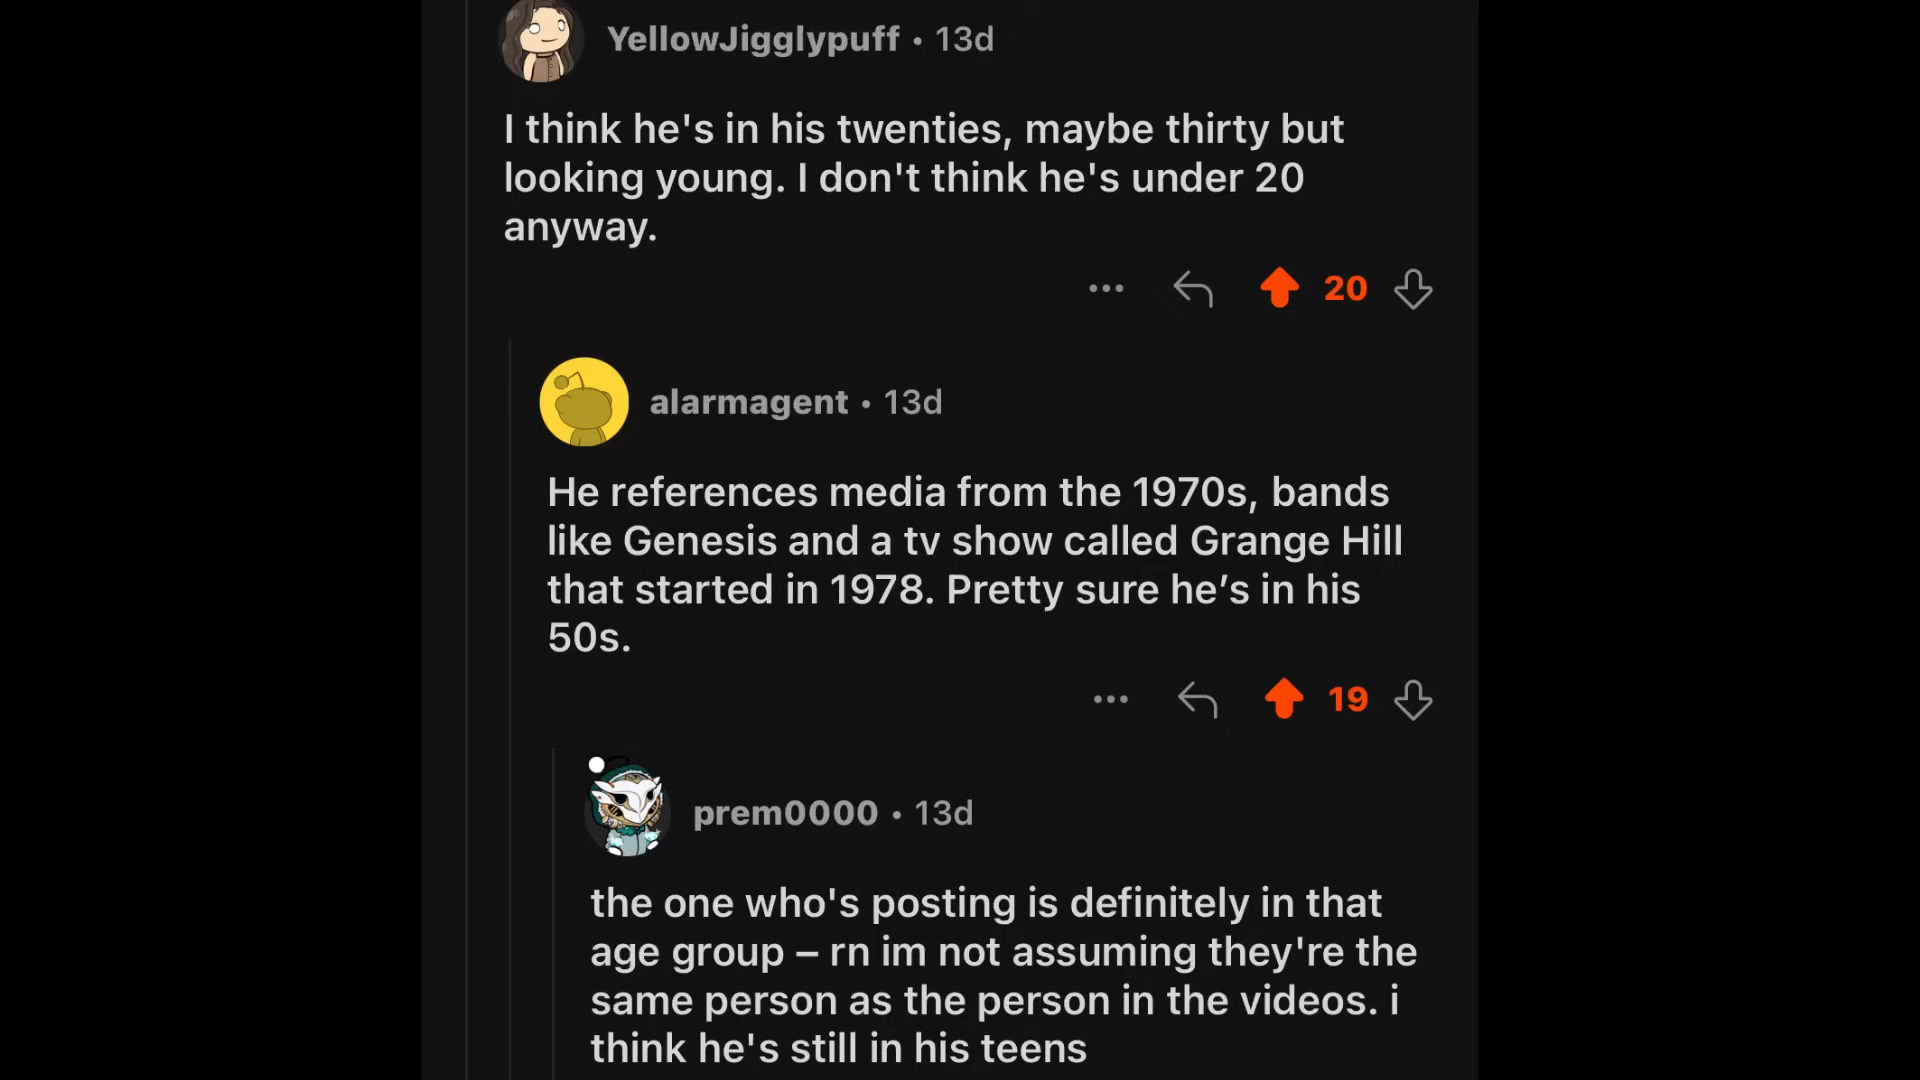 YellowJigglypuff • 13d
I think he's in his twenties, maybe thirty but
looking young. I don't think he's under 20
anyway.
20
alarmagent • 13d
He references media from the 1970s, bands
like Genesis and a tv show called Grange Hill
that started in 1978. Pretty sure he’s in his
50s.
19
prem0000 • 13d
the one who's posting is definitely in that
age group – rn im not assuming they're the
same person as the person in the videos. i
think he's still in his teens